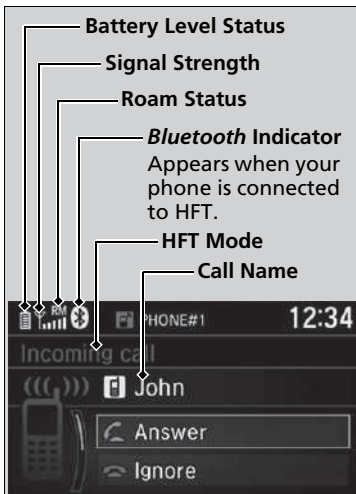 Battery Level Status
Signal Strength
Roam Status
Bluetooth Indicator
Appears when your
phone is connected
to HFT.
HFT Mode
Call Name
RM PHONE#1 12:34
Incoming call
John
Answer
Ignore